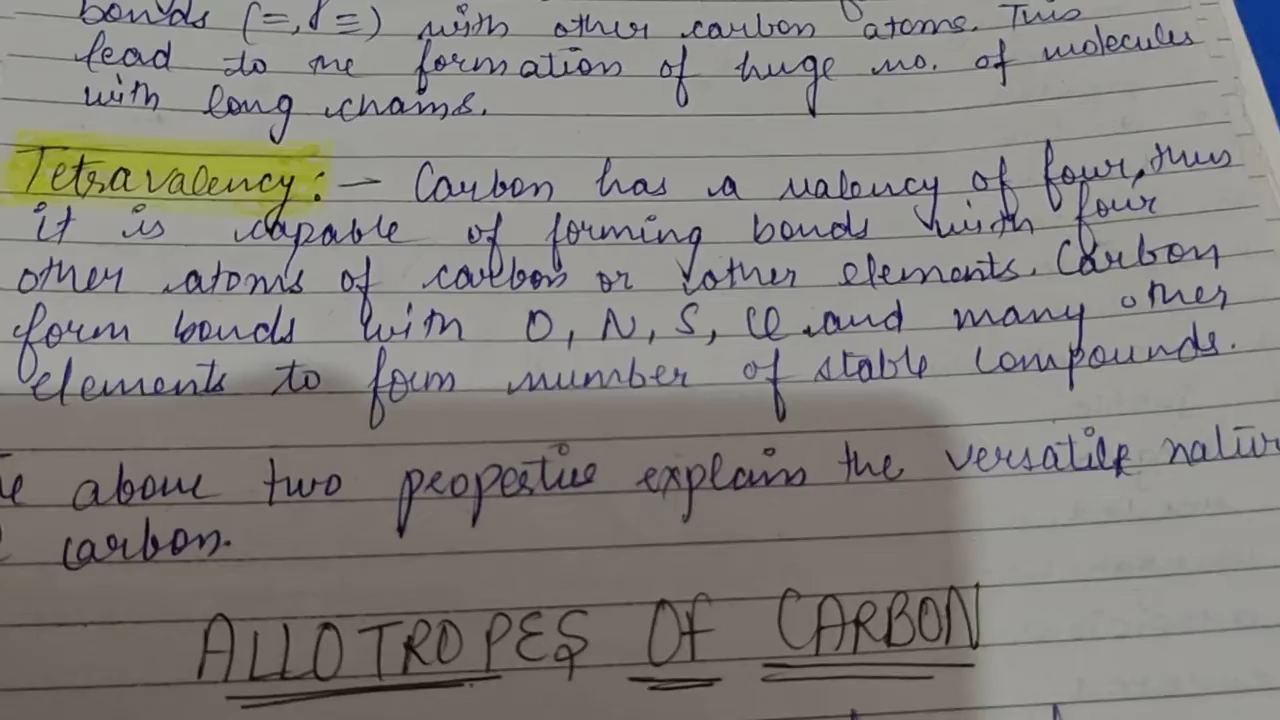 bonds (=, & ≡) with other carbon atoms. This
lead to the formation of huge no. of molecules
with long chains.
Tetravalency:- Carbon has a valency of four, thus
it is capable of forming bonds with four
other atoms of carbon or other elements. Carbon
form bonds with O, N, S, Cl and many other
elements to form number of stable compounds.
above two properties explain the versatile natur
carbon.
ALLOTROPES OF CARBON